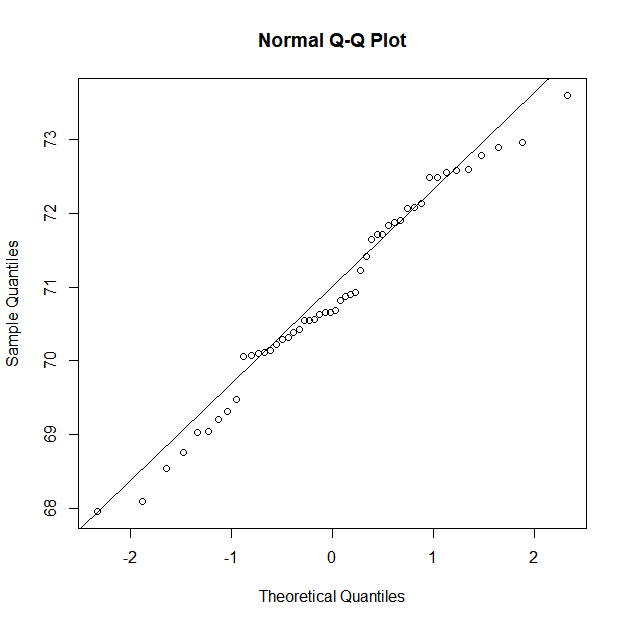 Normal Q-Q Plot
73
72
71
70
69
68
Sample Quantiles
-2 -1 0 1 2
Theoretical Quantiles